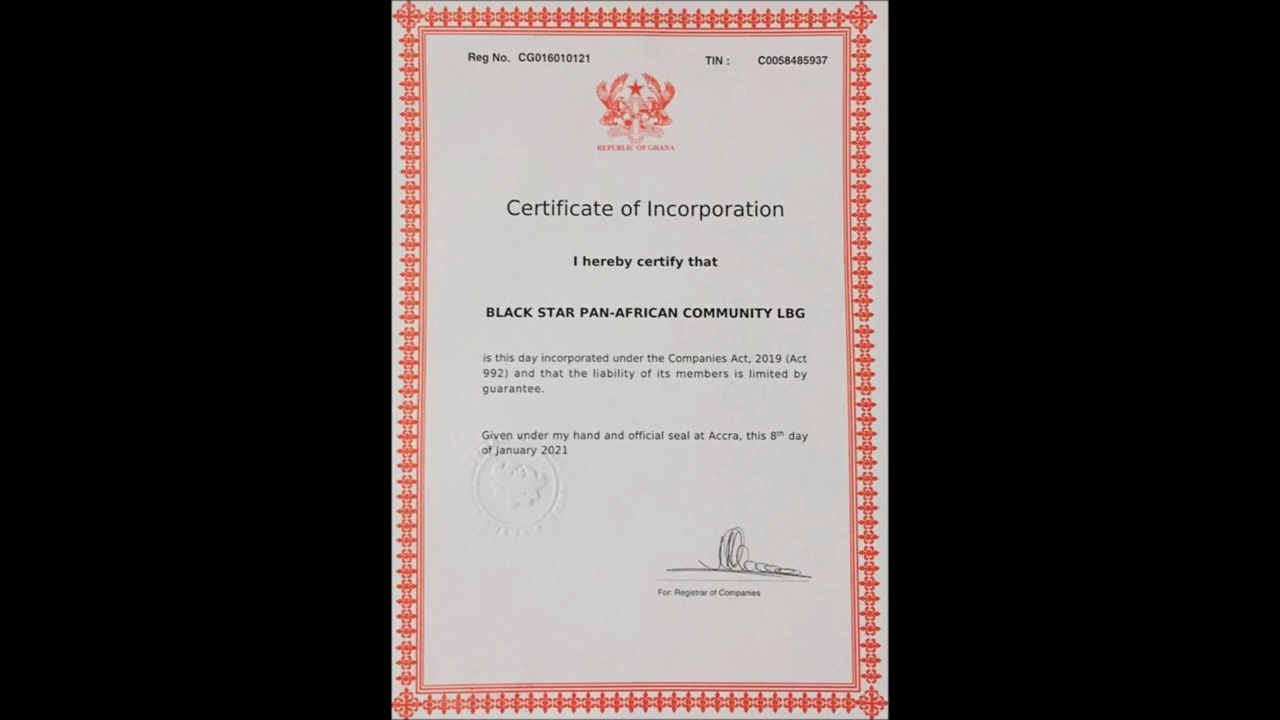 Reg No. CG016010121
TIN : C0058485937
REPUBLIC OF GHANA
Certificate of Incorporation
I hereby certify that
BLACK STAR PAN-AFRICAN COMMUNITY LBG
is this day incorporated under the Companies Act, 2019 (Act
992) and that the liability of its members is limited by
guarantee.
Given under my hand and official seal at Accra, this 8th day
of January 2021
For: Registrar of Companies